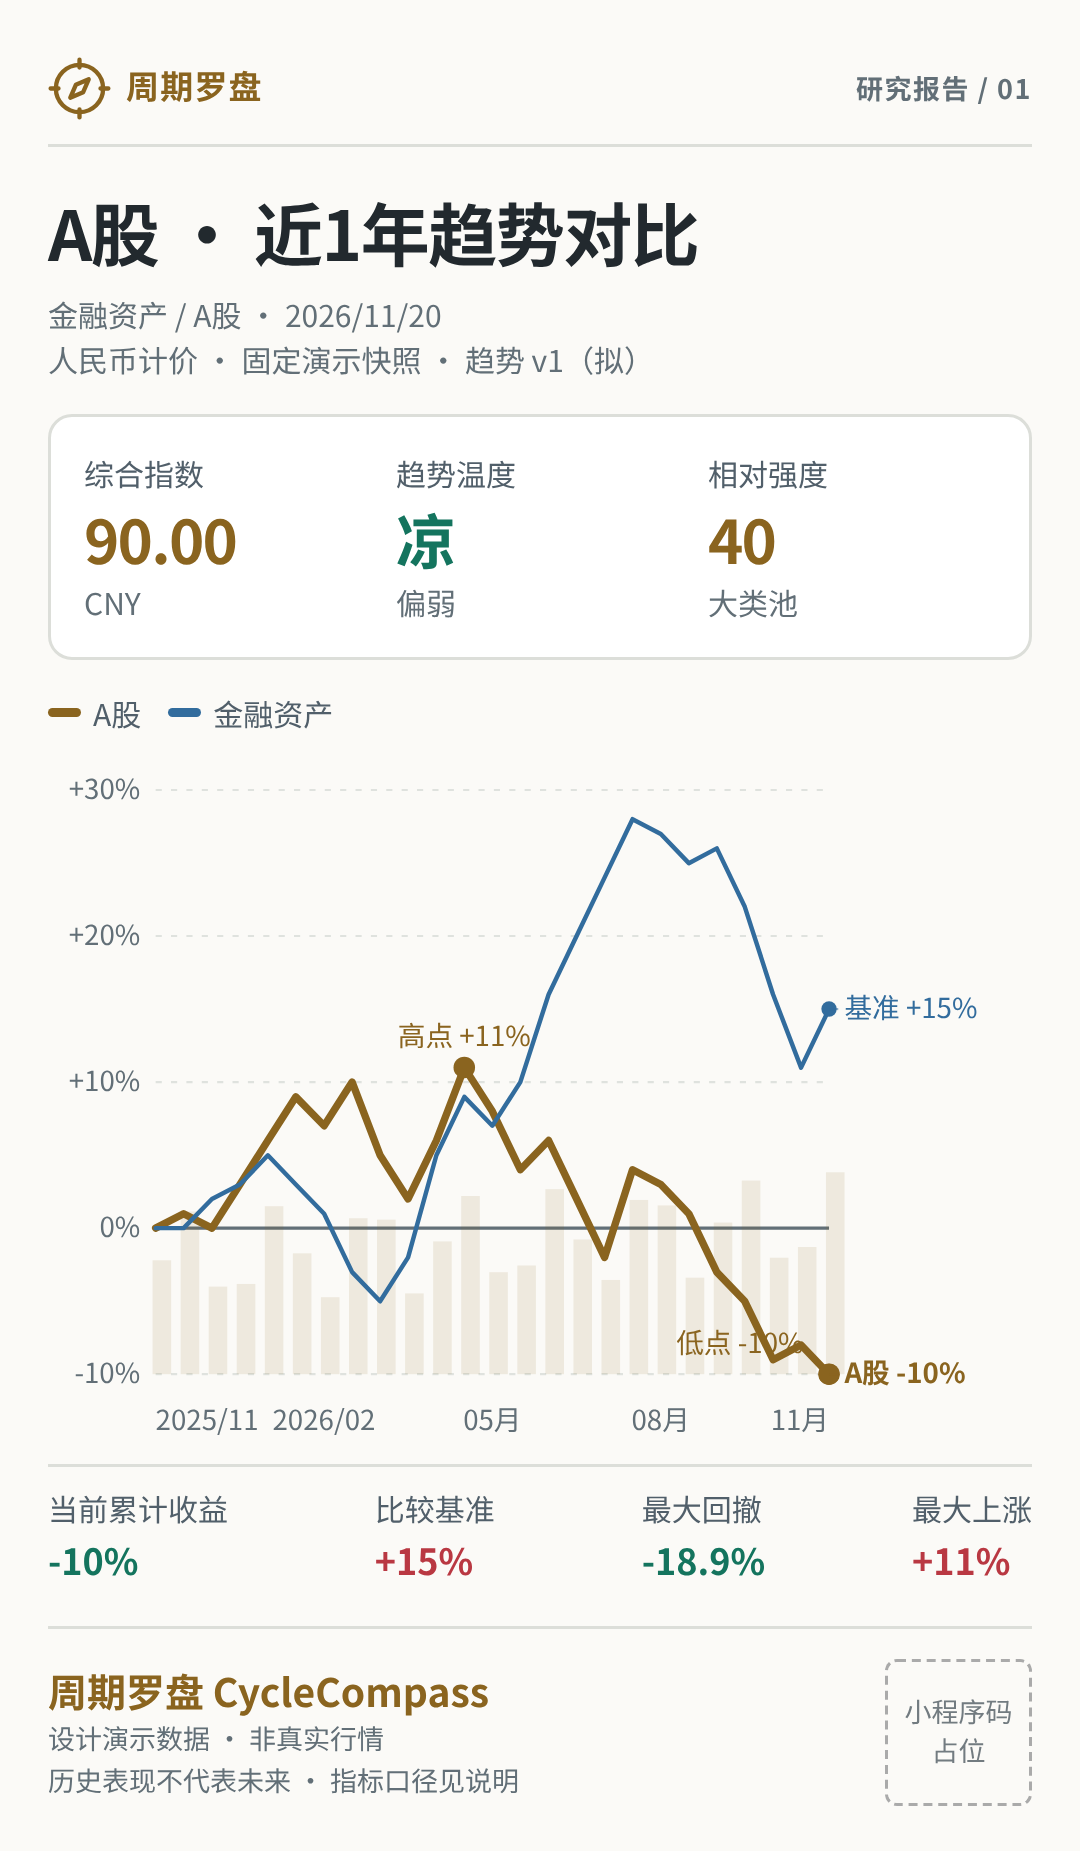 周期罗盘
研究报告 / 01
A股 · 近1年趋势对比
金融资产 / A股 · 2026/11/20
人民币计价 · 固定演示快照 · 趋势 v1（拟）
综合指数 趋势温度 相对强度
90.00 凉 40
CNY 偏弱 大类池
A股 金融资产
+30%
+20%
基准 +15%
高点 +11%
+10%
0%
低点 -10%
-10%
A股 -10%
2025/11 2026/02 05月 08月 11月
当前累计收益 比较基准 最大回撤 最大上涨
-10% +15% -18.9% +11%
周期罗盘 CycleCompass
设计演示数据 · 非真实行情
历史表现不代表未来 · 指标口径见说明
小程序码
占位